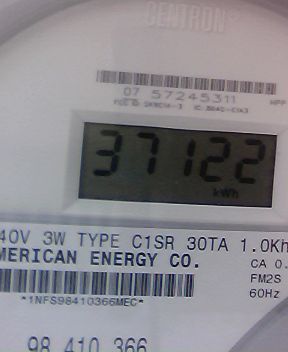 CENTRON
07 57245311
37122
kWh
40V 3W TYPE C1SR 30TA 1.0Kh
MERICAN ENERGY CO.
CA 0.
FM2S
60Hz
*1NFS98410366MEC*
98 410 366